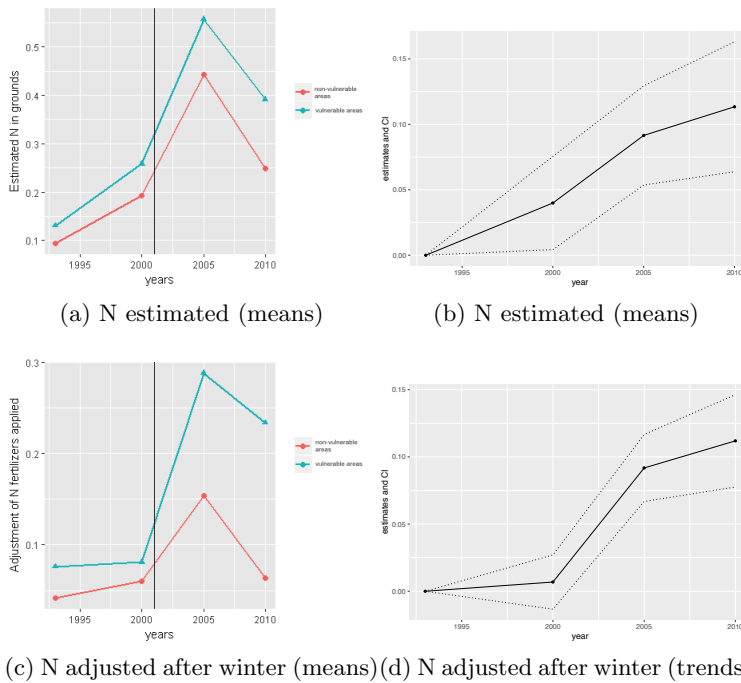 Estimated N in grounds
0.5
0.4
0.3
0.2
0.1
1995 2000 2005 2010
years
non-vulnerable
areas
vulnerable areas
(a) N estimated (means)
estimates and CI
0.15
0.10
0.05
0.00
1995 2000 2005 2010
year
(b) N estimated (means)
Adjustment of N fertilizers applied
0.3
0.2
0.1
1995 2000 2005 2010
years
non-vulnerable
areas
vulnerable areas
(c) N adjusted after winter (means)
estimates and CI
0.15
0.10
0.05
0.00
1995 2000 2005 2010
year
(d) N adjusted after winter (trends